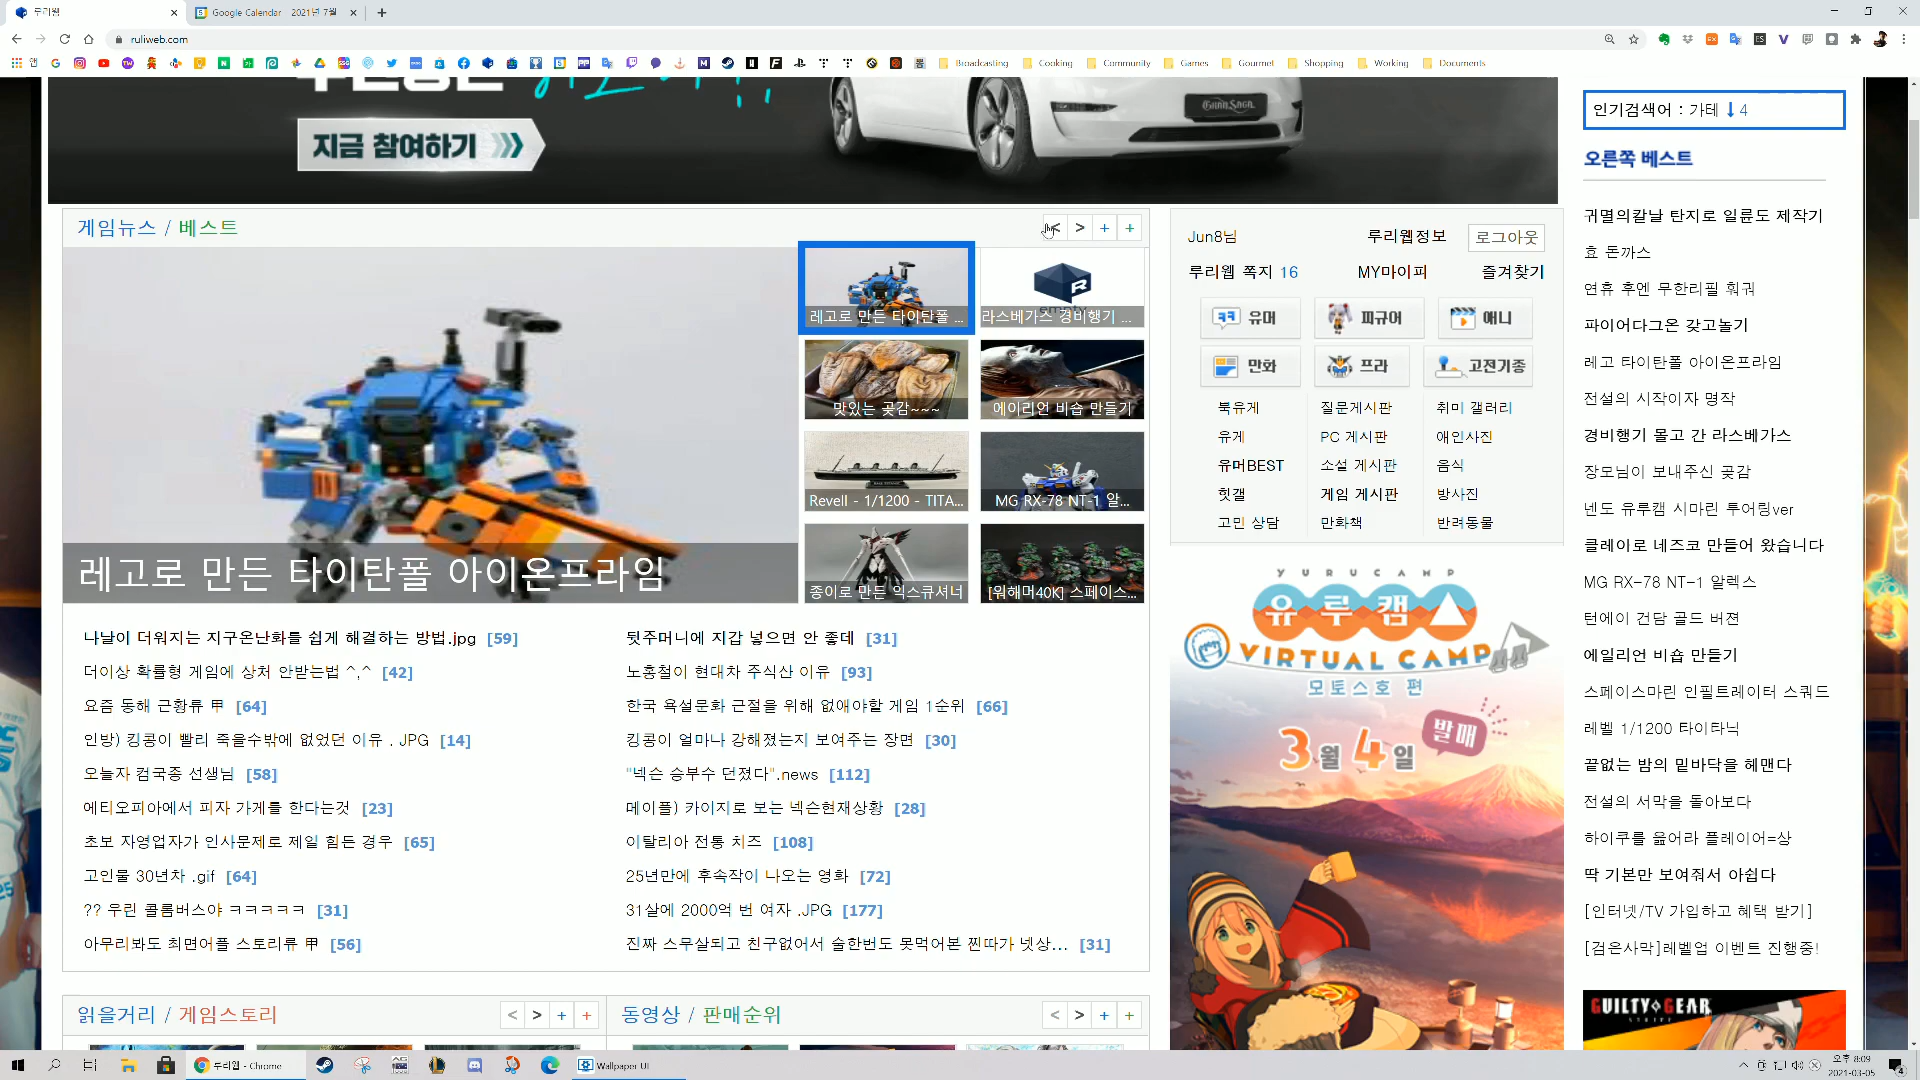 루리웹
Google Calendar - 2021년 7월
ruliweb.com
앱
Broadcasting
Cooking
Community
Games
Gourmet
Shopping
Working
Documents
지금 참여하기
GRAN SAGA
인기검색어 : 가테 ↓ 4
오른쪽 베스트
게임뉴스 / 베스트
< > + +
레고로 만든 타이탄폴 아이온프라임
레고로 만든 타이탄폴 ...
라스베가스 경비행기 ...
맛있는 곶감~~~
에이리언 비숍 만들기
Revell - 1/1200 - TITA...
MG RX-78 NT-1 알...
종이로 만든 익스큐셔너
[워해머40K] 스페이스...
나날이 더워지는 지구온난화를 쉽게 해결하는 방법.jpg [59]
더이상 확률형 게임에 상처 안받는법 ^,^ [42]
요즘 동해 근황류 甲 [64]
인방) 킹콩이 빨리 죽을수밖에 없었던 이유 . JPG [14]
오늘자 컴국종 선생님 [58]
에티오피아에서 피자 가게를 한다는것 [23]
초보 자영업자가 인사문제로 제일 힘든 경우 [65]
고인물 30년차 .gif [64]
?? 우린 콜롬버스야 ㅋㅋㅋㅋㅋ [31]
아무리봐도 최면어플 스토리류 甲 [56]
뒷주머니에 지갑 넣으면 안 좋데 [31]
노홍철이 현대차 주식산 이유 [93]
한국 욕설문화 근절을 위해 없애야할 게임 1순위 [66]
킹콩이 얼마나 강해졌는지 보여주는 장면 [30]
"넥슨 승부수 던졌다".news [112]
메이플) 카이지로 보는 넥슨현재상황 [28]
이탈리아 전통 치즈 [108]
25년만에 후속작이 나오는 영화 [72]
31살에 2000억 번 여자 .JPG [177]
진짜 스무살되고 친구없어서 술한번도 못먹어본 찐따가 넷상... [31]
Jun8님
루리웹정보
로그아웃
루리웹 쪽지 16
MY마이피
즐겨찾기
유머
피규어
애니
만화
프라
고전기종
북유게
질문게시판
취미 갤러리
유게
PC 게시판
애인사진
유머BEST
소설 게시판
음식
힛갤
게임 게시판
방사진
고민 상담
만화책
반려동물
YURUCAMP
유루캠△
VIRTUAL CAMP
모토스호 편
발매
3월 4일
귀멸의칼날 탄지로 일륜도 제작기
효 돈까스
연휴 후엔 무한리필 훠궈
파이어다그온 갖고놀기
레고 타이탄폴 아이온프라임
전설의 시작이자 명작
경비행기 몰고 간 라스베가스
장모님이 보내주신 곶감
넨도 유루캠 시마린 투어링ver
클레이로 네즈코 만들어 왔습니다
MG RX-78 NT-1 알렉스
턴에이 건담 골드 버젼
에일리언 비숍 만들기
스페이스마린 인필트레이터 스쿼드
레벨 1/1200 타이타닉
끝없는 밤의 밑바닥을 헤맨다
전설의 서막을 돌아보다
하이쿠를 읊어라 플레이어=상
딱 기본만 보여줘서 아쉽다
[인터넷/TV 가입하고 혜택 받기]
[검은사막]레벨업 이벤트 진행중!
GUILTY GEAR
읽을거리 / 게임스토리
< > + +
동영상 / 판매순위
< > + +
루리웹 - Chrome
Wallpaper UI
오후 8:09
2021-03-05